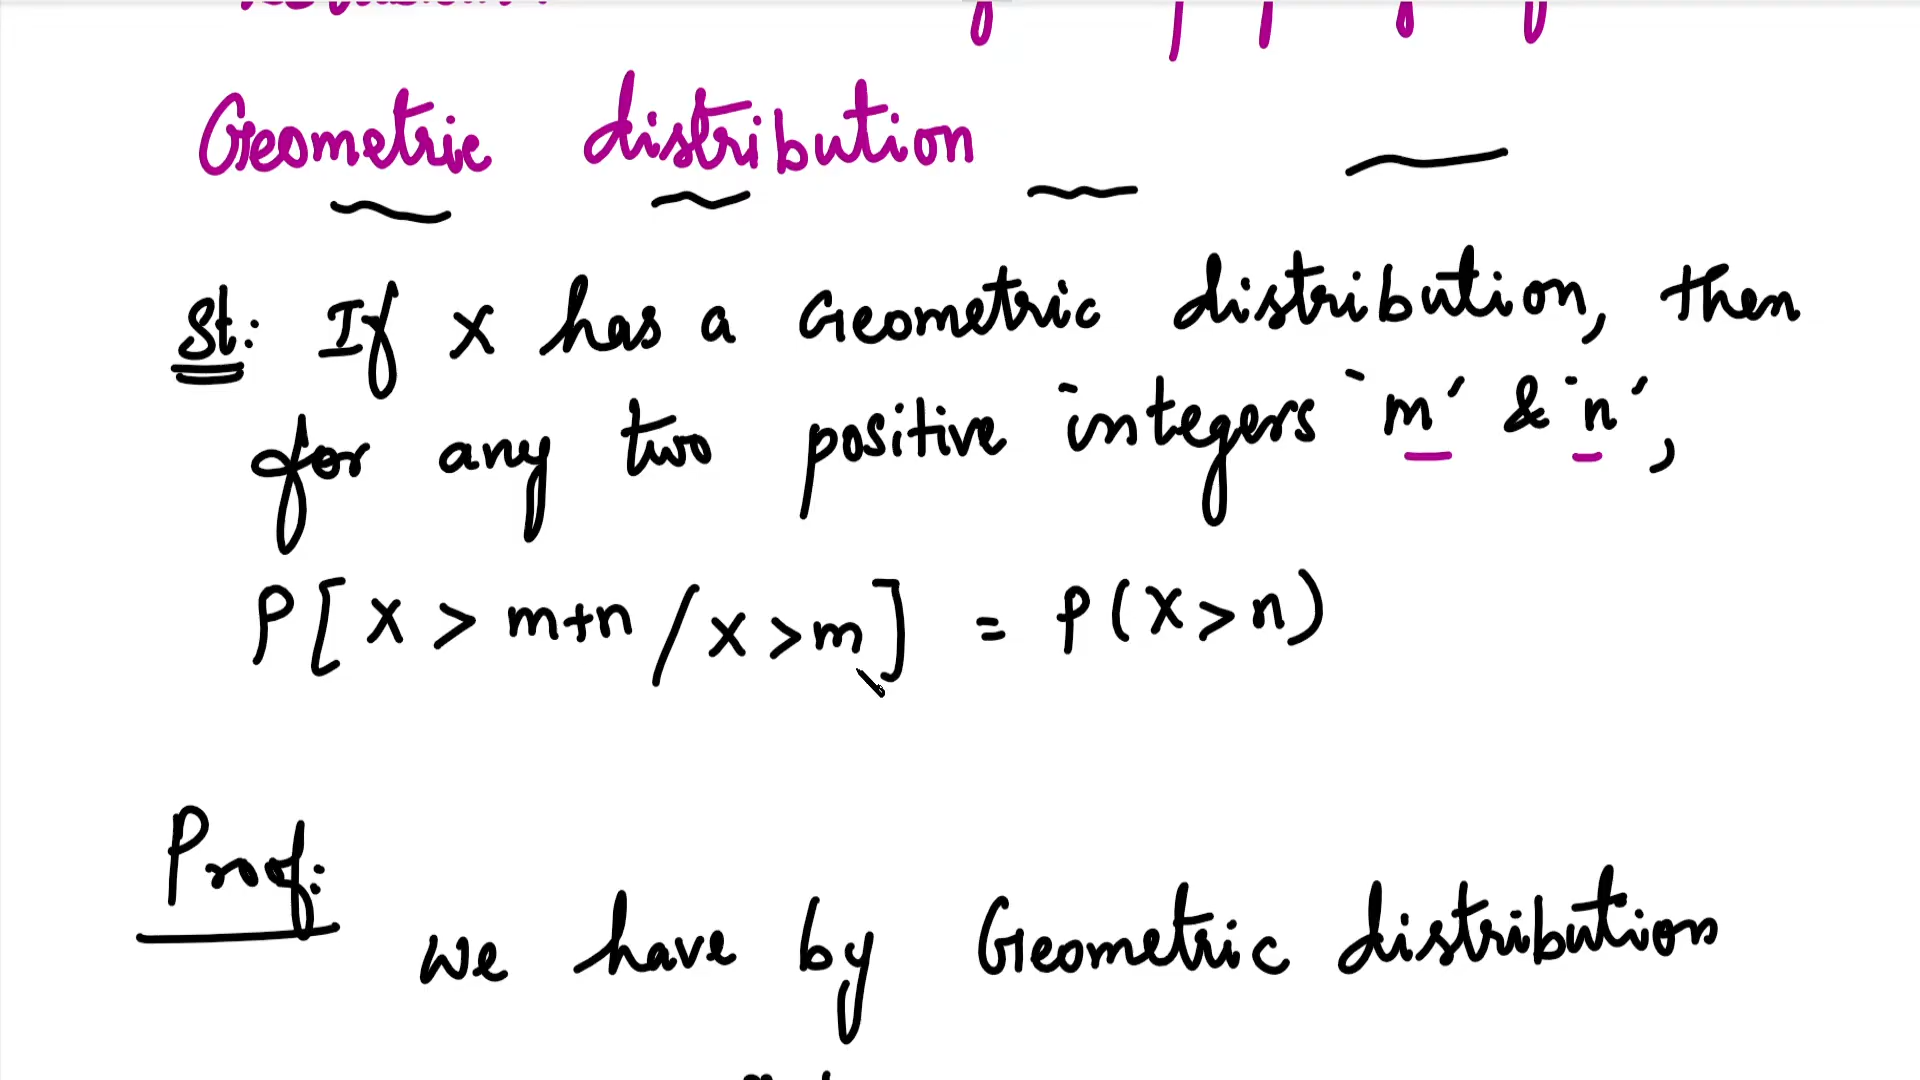 Geometric distribution
St: If X has a Geometric distribution, then
for any two positive integers `m' & `n',
P[X > m+n / X > m] = P(X > n)
Proof:
We have by Geometric distribution